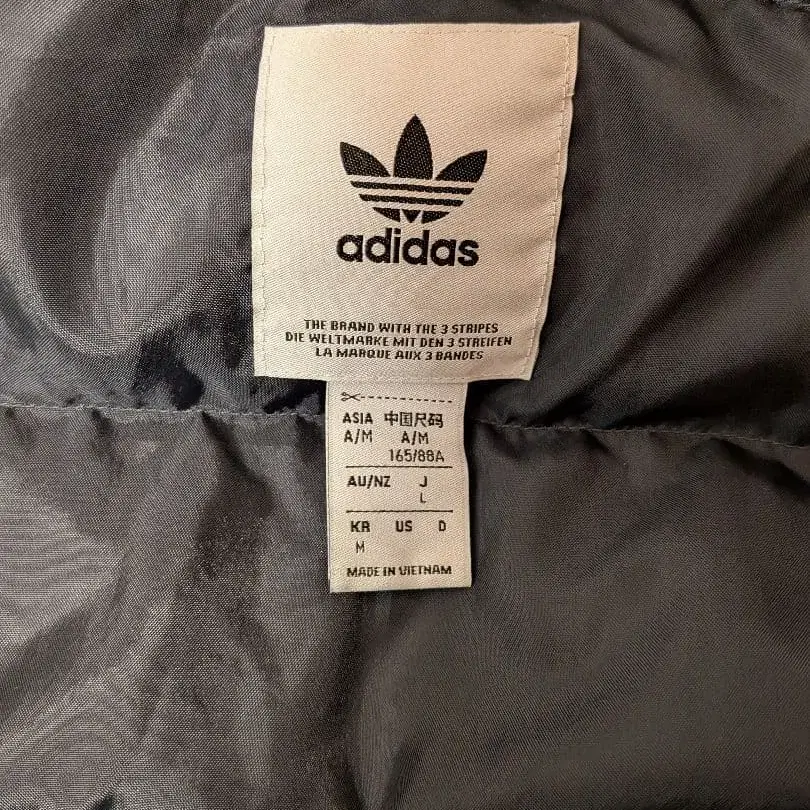 adidas
THE BRAND WITH THE 3 STRIPES
DIE WELTMARKE MIT DEN 3 STREIFEN
LA MARQUE AUX 3 BANDES
ASIA 中国尺码
A/M A/M
165/88A
AU/NZ J
L
KR US D
M
MADE IN VIETNAM